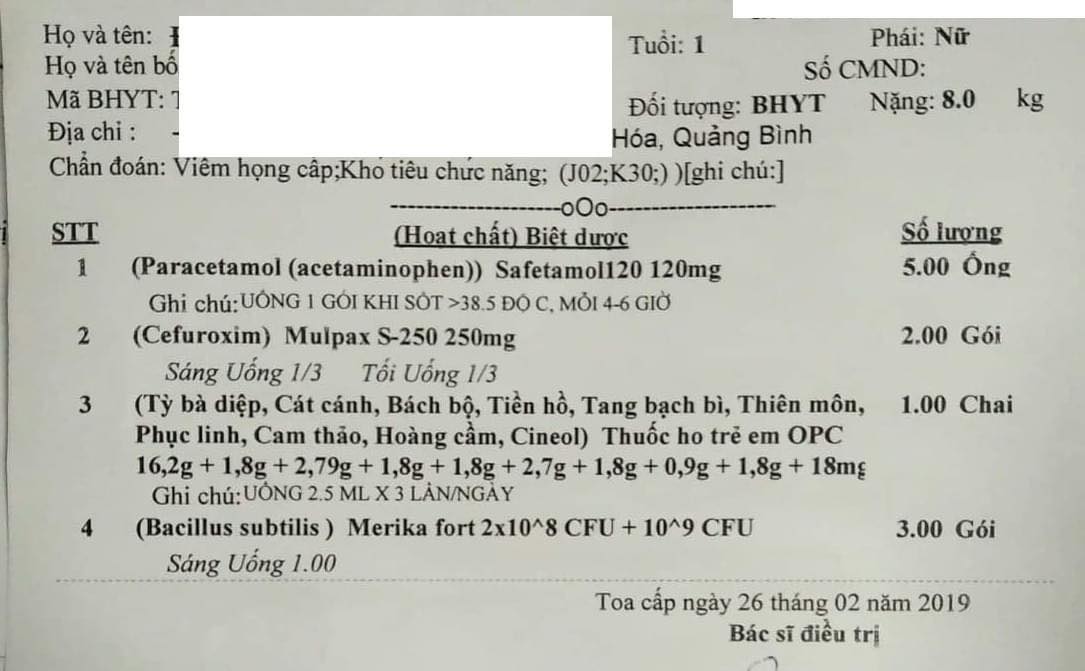 Họ và tên:
Tuổi: 1
Phái: Nữ
Họ và tên bố
Số CMND:
Mã BHYT:
Đối tượng: BHYT
Nặng: 8.0 kg
Địa chỉ :
Hóa, Quảng Bình
Chẩn đoán: Viêm họng cấp;Khó tiêu chức năng; (J02;K30;) )[ghi chú:]
--------------------oOo--------------------
STT (Hoạt chất) Biệt dược Số lượng
1 (Paracetamol (acetaminophen)) Safetamol120 120mg 5.00 Ống
Ghi chú:UỐNG 1 GÓI KHI SỐT >38.5 ĐỘ C, MỖI 4-6 GIỜ
2 (Cefuroxim) Mulpax S-250 250mg 2.00 Gói
Sáng Uống 1/3 Tối Uống 1/3
3 (Tỳ bà diệp, Cát cánh, Bách bộ, Tiền hồ, Tang bạch bì, Thiên môn, 1.00 Chai
Phục linh, Cam thảo, Hoàng cầm, Cineol) Thuốc ho trẻ em OPC
16,2g + 1,8g + 2,79g + 1,8g + 1,8g + 2,7g + 1,8g + 0,9g + 1,8g + 18mg
Ghi chú:UỐNG 2.5 ML X 3 LẦN/NGÀY
4 (Bacillus subtilis ) Merika fort 2x10^8 CFU + 10^9 CFU 3.00 Gói
Sáng Uống 1.00
Toa cấp ngày 26 tháng 02 năm 2019
Bác sĩ điều trị